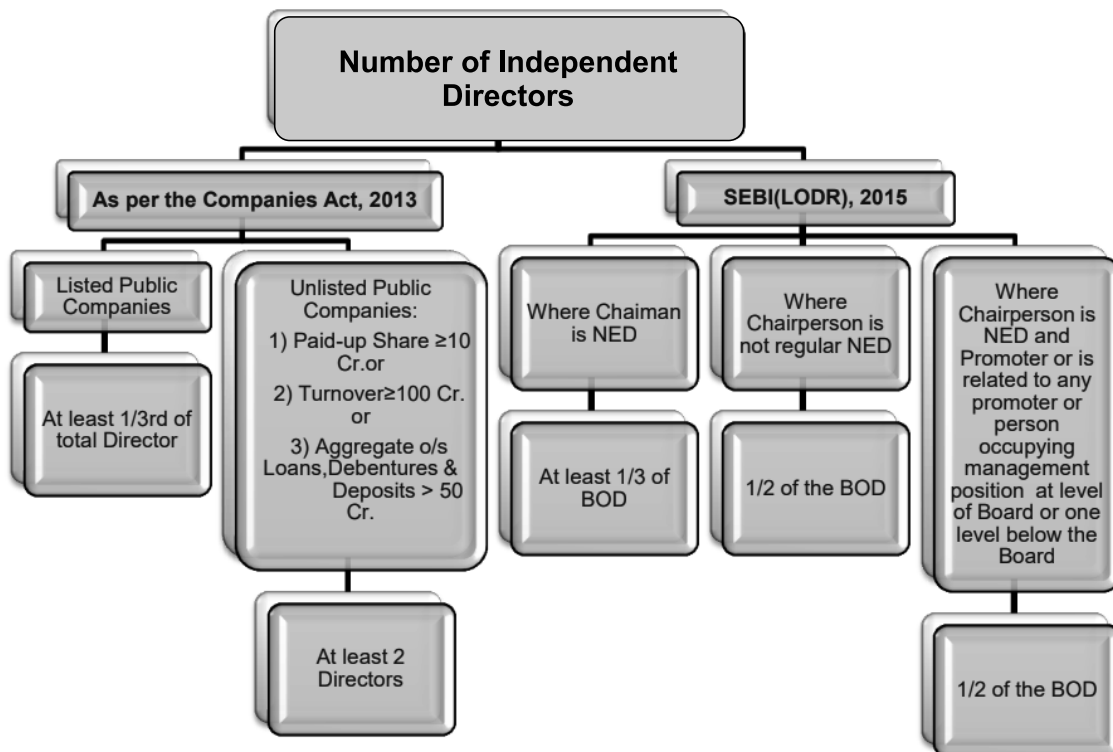 Number of Independent
Directors
As per the Companies Act, 2013
SEBI(LODR), 2015
Listed Public
Companies
At least 1/3rd of
total Director
Unlisted Public
Companies:
1) Paid-up Share ≥10
Cr.or
2) Turnover≥100 Cr.
or
3) Aggregate o/s
Loans,Debentures &
Deposits > 50
Cr.
At least 2
Directors
Where Chaiman
is NED
At least 1/3 of
BOD
Where
Chairperson is
not regular NED
1/2 of the BOD
Where
Chairperson is
NED and
Promoter or is
related to any
promoter or
person
occupying
management
position at level
of Board or one
level below the
Board
1/2 of the BOD